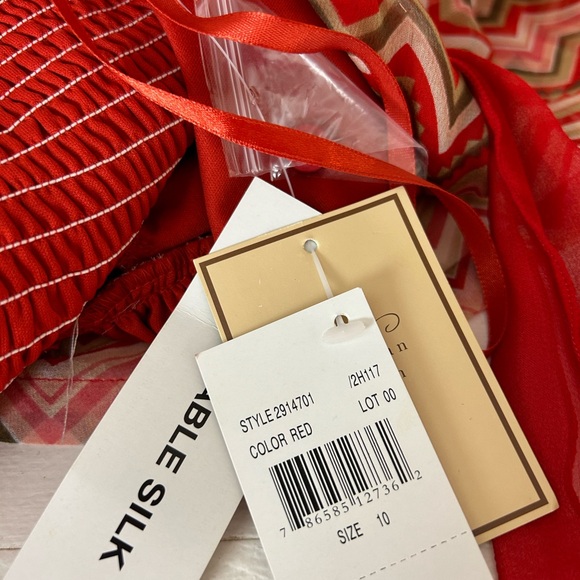 STYLE 2914701 /2H117
COLOR RED LOT 00
7 86585 12736 2
SIZE 10
ABLE SILK